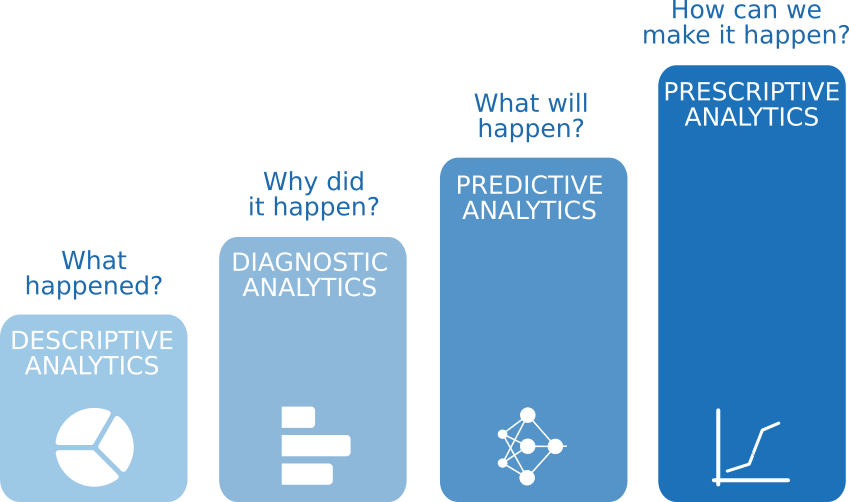 What
happened?
DESCRIPTIVE
ANALYTICS
Why did
it happen?
DIAGNOSTIC
ANALYTICS
What will
happen?
PREDICTIVE
ANALYTICS
How can we
make it happen?
PRESCRIPTIVE
ANALYTICS